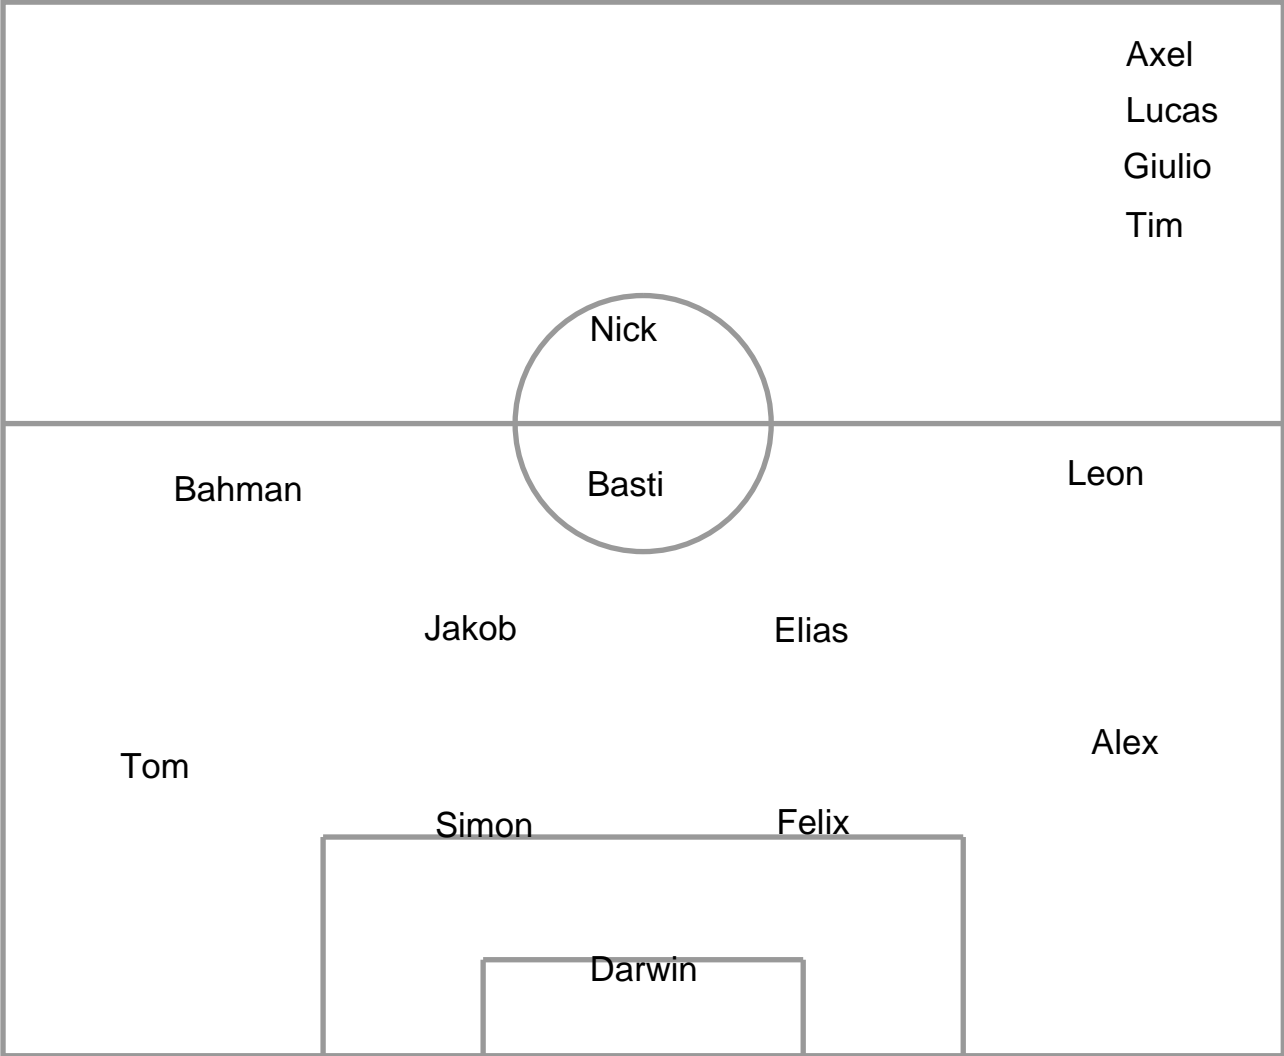 Axel
Lucas
Giulio
Tim
Nick
Bahman
Basti
Leon
Jakob
Elias
Tom
Alex
Simon
Felix
Darwin